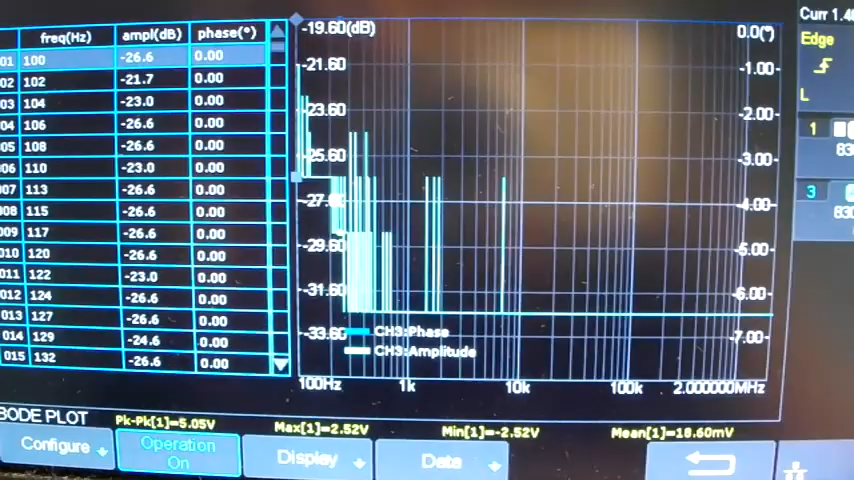 freq(Hz) ampl(dB) phase(°)
01 100 -26.6 0.00
02 102 -21.7 0.00
03 104 -23.0 0.00
04 106 -26.6 0.00
05 108 -26.6 0.00
06 110 -23.0 0.00
007 113 -26.6 0.00
008 115 -26.6 0.00
009 117 -26.6 0.00
010 120 -26.6 0.00
011 122 -23.0 0.00
012 124 -26.6 0.00
013 127 -26.6 0.00
014 129 -24.6 0.00
015 132 -26.6 0.00
-19.60(dB) 0.0(°)
-21.60 -1.00
-23.60 -2.00
-25.60 -3.00
-27.60 -4.00
-29.60 -5.00
-31.60 -6.00
-33.60 -7.00
CH3:Phase
CH3:Amplitude
100Hz 1k 10k 100k 2.000000MHz
Curr 1.40
Edge
L
1
830
3
830
BODE PLOT Pk-Pk[1]=5.05V Max[1]=2.52V Min[1]=-2.52V Mean[1]=18.60mV
Configure Operation On Display Data